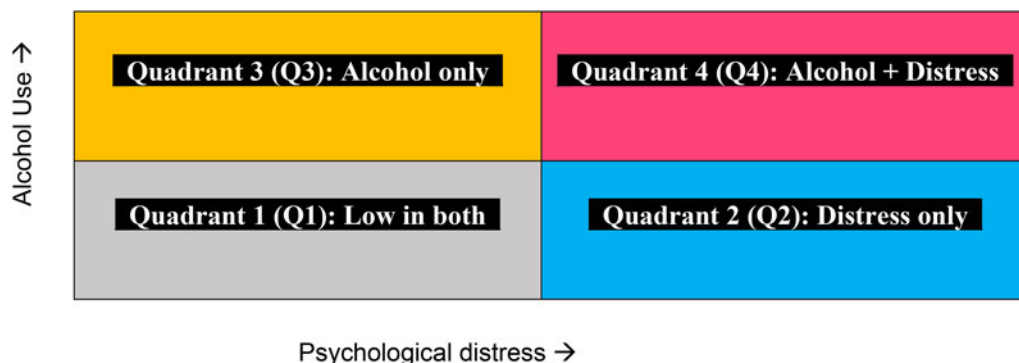 Alcohol Use →
Quadrant 3 (Q3): Alcohol only
Quadrant 4 (Q4): Alcohol + Distress
Quadrant 1 (Q1): Low in both
Quadrant 2 (Q2): Distress only
Psychological distress →